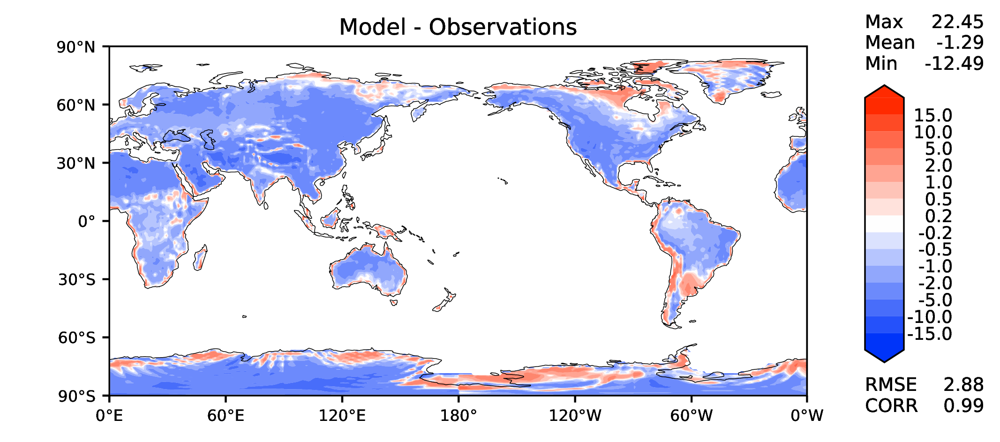 Model - Observations
Max 22.45
Mean -1.29
Min -12.49
90°N
60°N
30°N
0°
30°S
60°S
90°S
0°E 60°E 120°E 180° 120°W 60°W 0°W
15.0
10.0
5.0
2.0
1.0
0.5
0.2
-0.2
-0.5
-1.0
-2.0
-5.0
-10.0
-15.0
RMSE 2.88
CORR 0.99